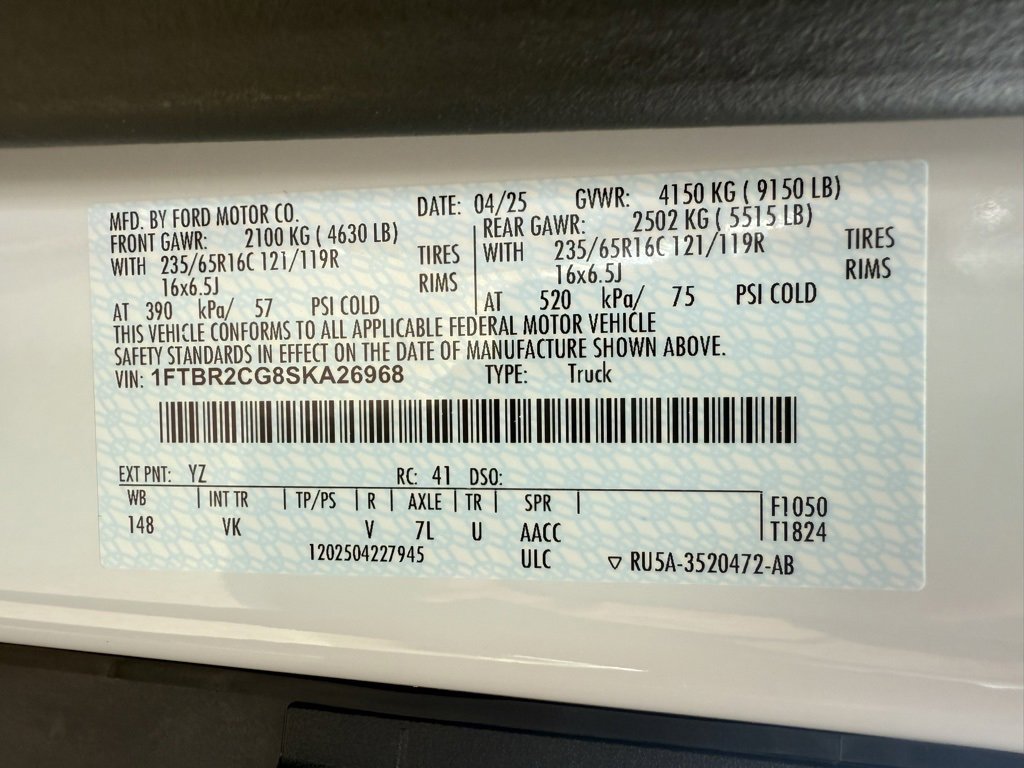 MFD. BY FORD MOTOR CO. DATE: 04/25 GVWR: 4150 KG ( 9150 LB)
FRONT GAWR: 2100 KG ( 4630 LB) REAR GAWR: 2502 KG ( 5515 LB)
WITH 235/65R16C 121/119R TIRES WITH 235/65R16C 121/119R TIRES
16x6.5J RIMS 16x6.5J RIMS
AT 390 kPa/ 57 PSI COLD AT 520 kPa/ 75 PSI COLD
THIS VEHICLE CONFORMS TO ALL APPLICABLE FEDERAL MOTOR VEHICLE
SAFETY STANDARDS IN EFFECT ON THE DATE OF MANUFACTURE SHOWN ABOVE.
VIN: 1FTBR2CG8SKA26968 TYPE: Truck
EXT PNT: YZ RC: 41 DSO:
WB INT TR TP/PS R AXLE TR SPR F1050
148 VK V 7L U AACC T1824
1202504227945 ULC RU5A-3520472-AB